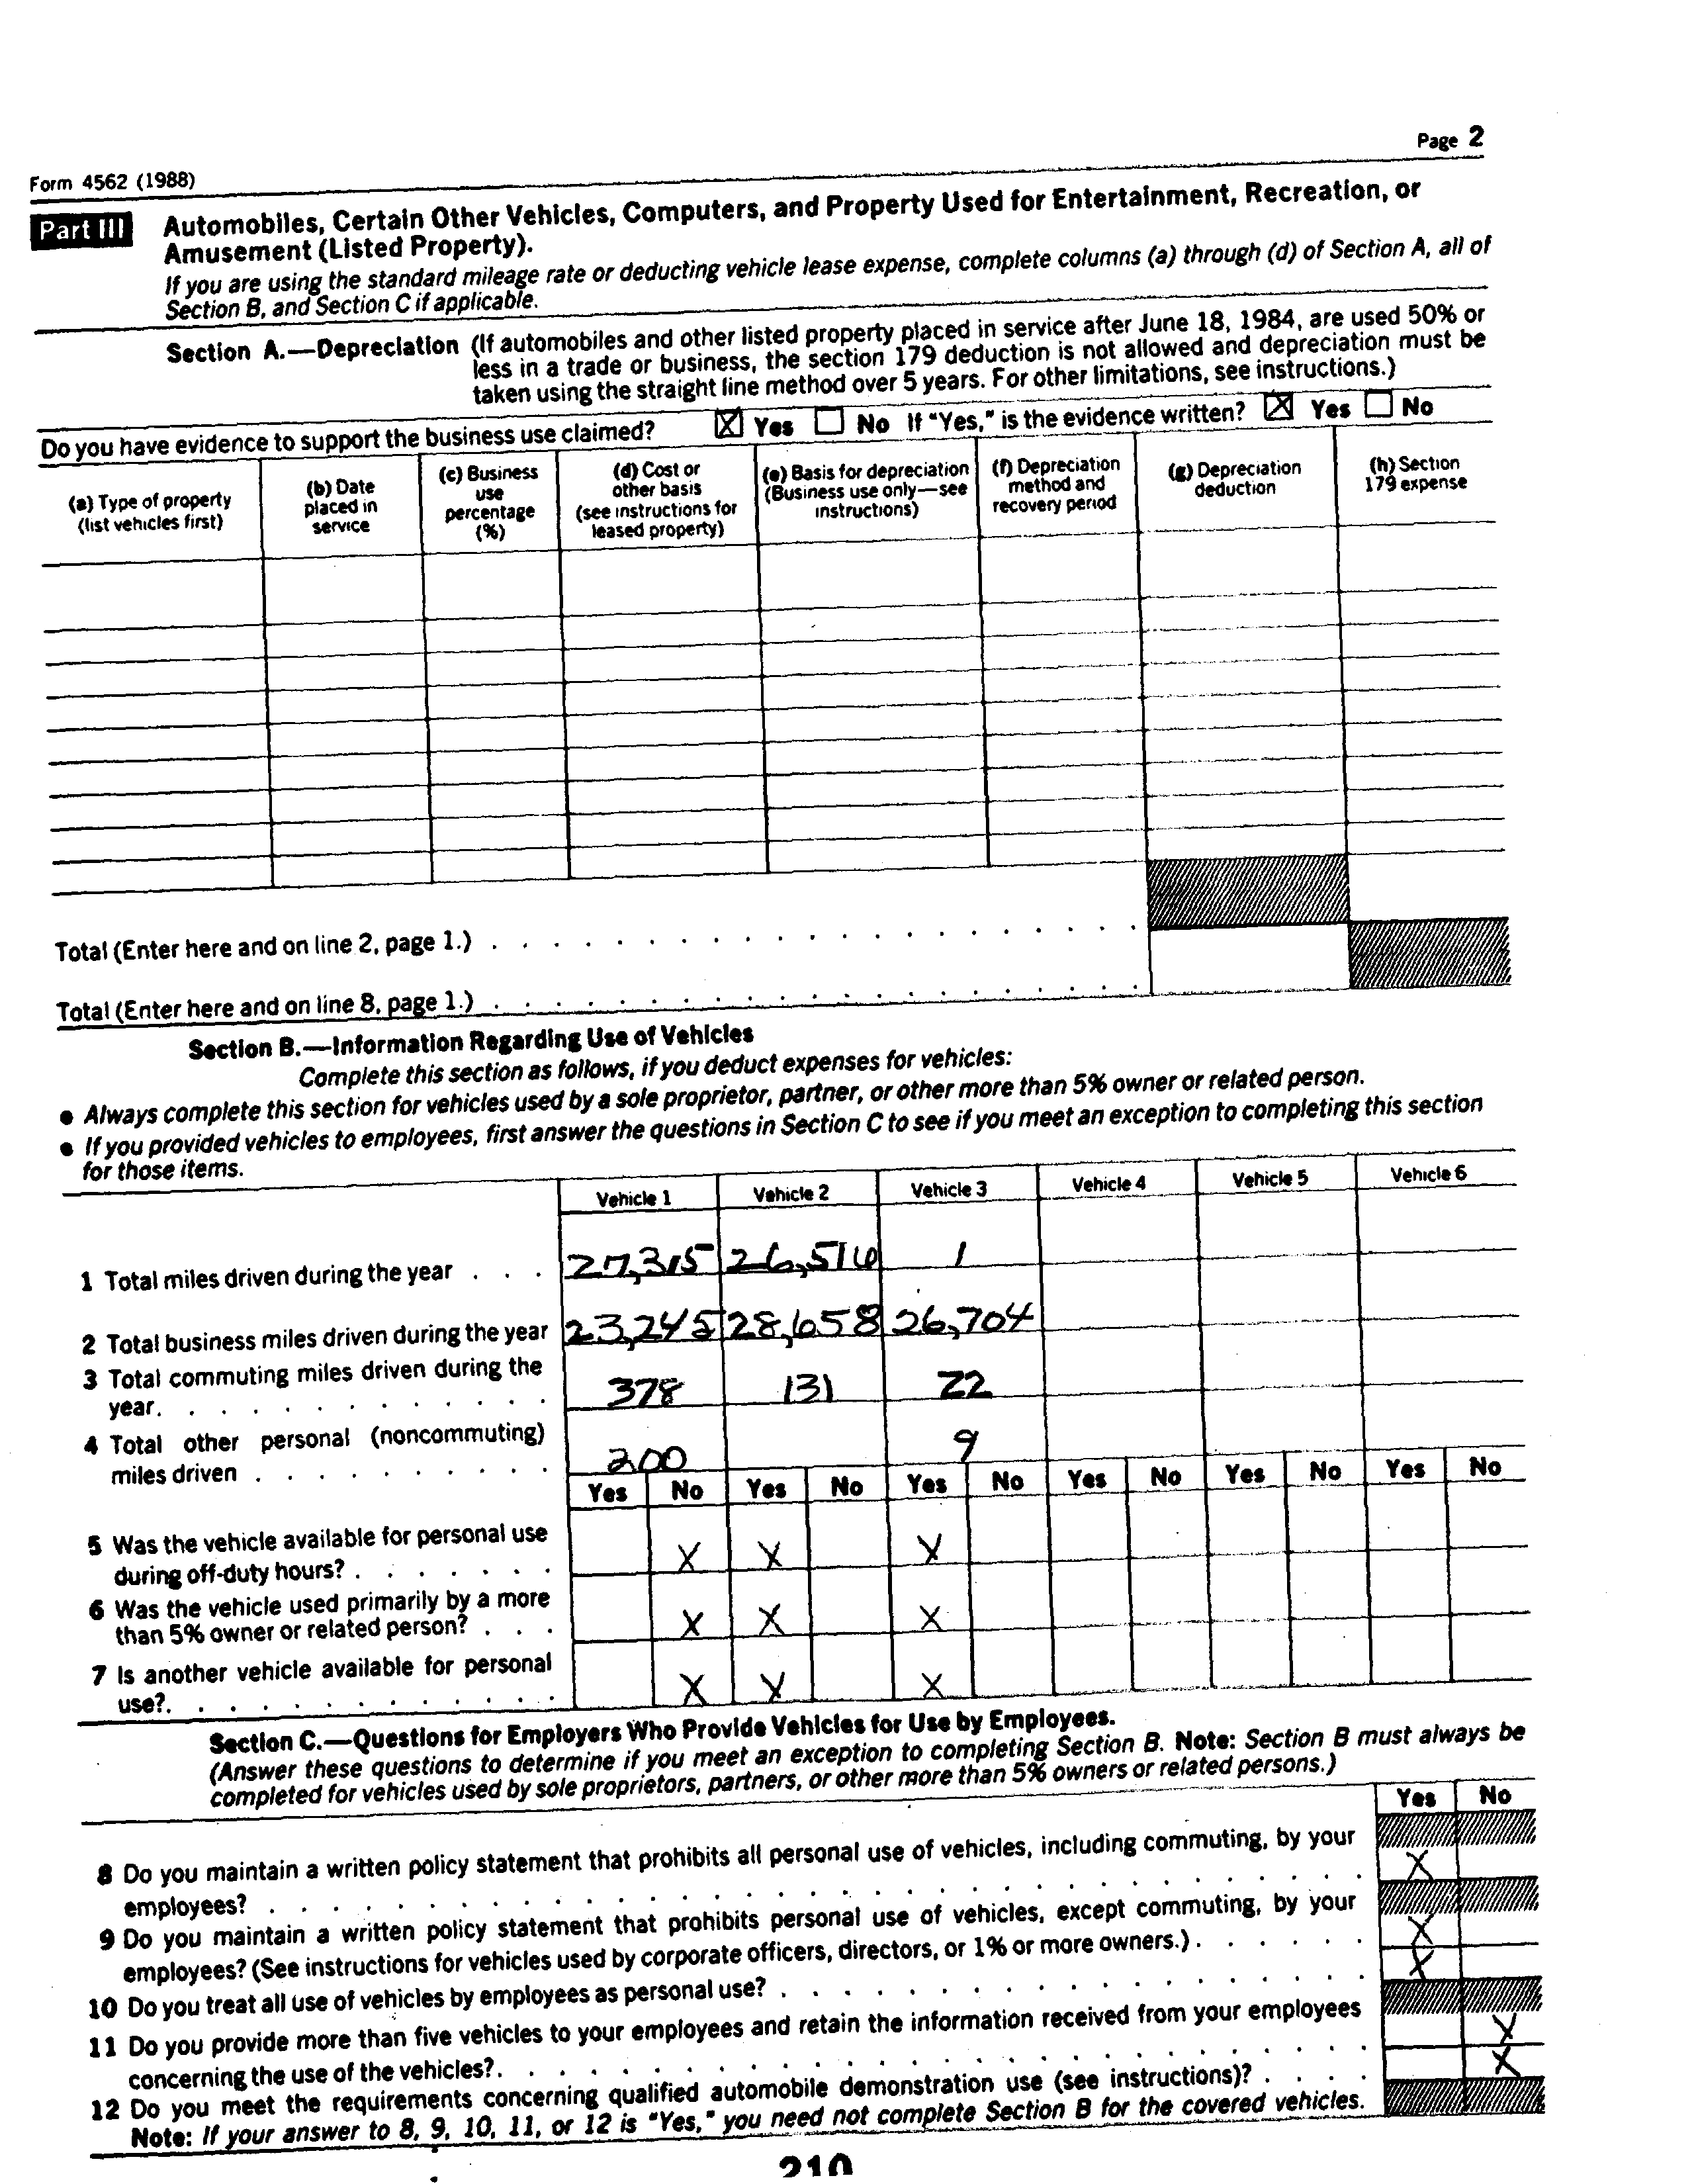 Page 2
Form 4562 (1988)
Part III Automobiles, Certain Other Vehicles, Computers, and Property Used for Entertainment, Recreation, or
Amusement (Listed Property).
If you are using the standard mileage rate or deducting vehicle lease expense, complete columns (a) through (d) of Section A, all of
Section B, and Section C if applicable.
Section A.—Depreciation (If automobiles and other listed property placed in service after June 18, 1984, are used 50% or
less in a trade or business, the section 179 deduction is not allowed and depreciation must be
taken using the straight line method over 5 years. For other limitations, see instructions.)
Do you have evidence to support the business use claimed? X Yes No If "Yes," is the evidence written? X Yes No
(a) Type of property
(list vehicles first)
(b) Date
placed in
service
(c) Business
use
percentage
(%)
(d) Cost or
other basis
(see instructions for
leased property)
(e) Basis for depreciation
(Business use only—see
instructions)
(f) Depreciation
method and
recovery period
(g) Depreciation
deduction
(h) Section
179 expense
Total (Enter here and on line 2, page 1.)
Total (Enter here and on line 8, page 1.)
Section B.—Information Regarding Use of Vehicles
Complete this section as follows, if you deduct expenses for vehicles:
● Always complete this section for vehicles used by a sole proprietor, partner, or other more than 5% owner or related person.
● If you provided vehicles to employees, first answer the questions in Section C to see if you meet an exception to completing this section
for those items.
Vehicle 1 Vehicle 2 Vehicle 3 Vehicle 4 Vehicle 5 Vehicle 6
1 Total miles driven during the year . . . 27,315 26,516 1
2 Total business miles driven during the year 23,245 28,658 26,704
3 Total commuting miles driven during the
year. 378 131 22
4 Total other personal (noncommuting)
miles driven 200 9
Yes No Yes No Yes No Yes No Yes No Yes No
5 Was the vehicle available for personal use
during off-duty hours? X X X
6 Was the vehicle used primarily by a more
than 5% owner or related person? . . . X X X
7 Is another vehicle available for personal
use?. X X X
Section C.—Questions for Employers Who Provide Vehicles for Use by Employees.
(Answer these questions to determine if you meet an exception to completing Section B. Note: Section B must always be
completed for vehicles used by sole proprietors, partners, or other more than 5% owners or related persons.)
Yes No
8 Do you maintain a written policy statement that prohibits all personal use of vehicles, including commuting, by your
employees? X
9 Do you maintain a written policy statement that prohibits personal use of vehicles, except commuting, by your
employees? (See instructions for vehicles used by corporate officers, directors, or 1% or more owners.) X
10 Do you treat all use of vehicles by employees as personal use? X
11 Do you provide more than five vehicles to your employees and retain the information received from your employees
concerning the use of the vehicles?. X
12 Do you meet the requirements concerning qualified automobile demonstration use (see instructions)? X
Note: If your answer to 8, 9, 10, 11, or 12 is "Yes," you need not complete Section B for the covered vehicles.
210